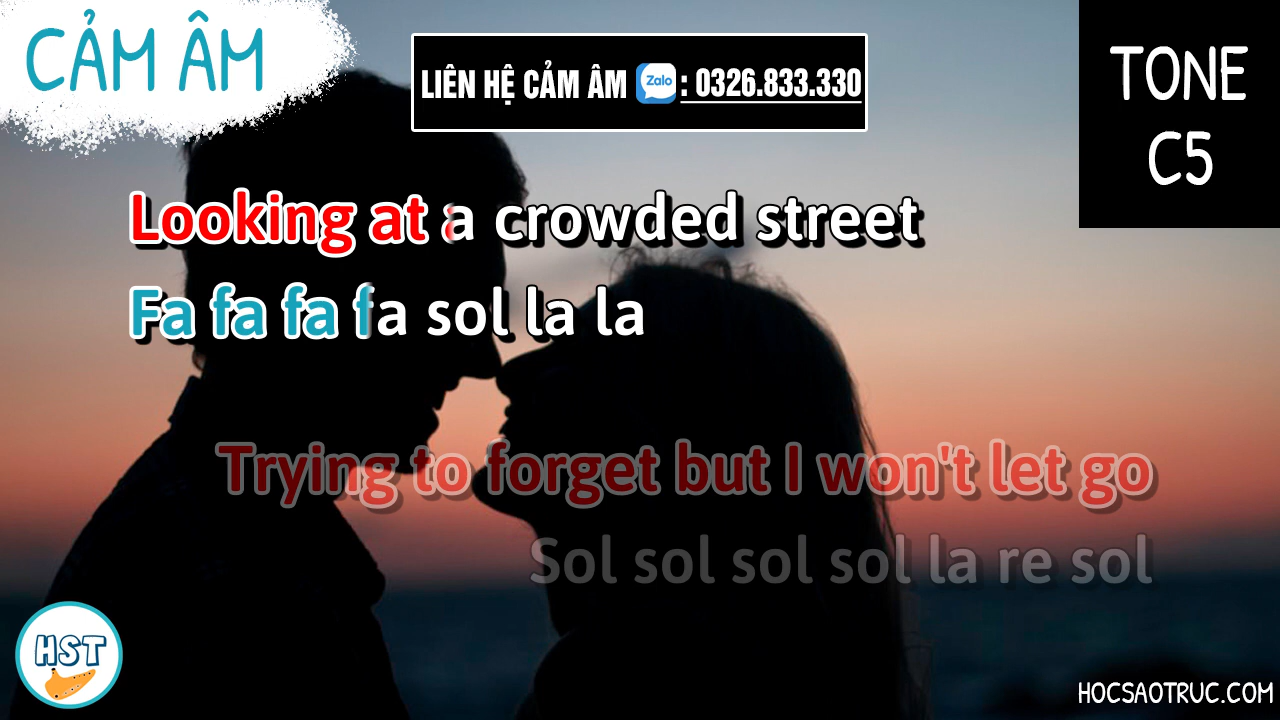 CẢM ÂM
LIÊN HỆ CẢM ÂM Zalo : 0326.833.330
TONE
C5
Looking at a crowded street
Fa fa fa fa sol la la
Trying to forget but I won't let go
Sol sol sol sol la re sol
HST
HOCSAOTRUC.COM